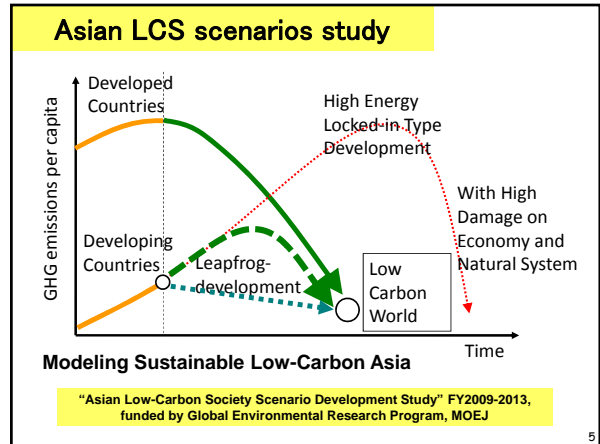 Asian LCS scenarios study
Developed
Countries
High Energy
Locked-in Type
Development
GHG emissions per capita
With High
Damage on
Economy and
Natural System
Developing
Countries
Leapfrog-
development
Low
Carbon
World
Time
Modeling Sustainable Low-Carbon Asia
“Asian Low-Carbon Society Scenario Development Study” FY2009-2013,
funded by Global Environmental Research Program, MOEJ
5